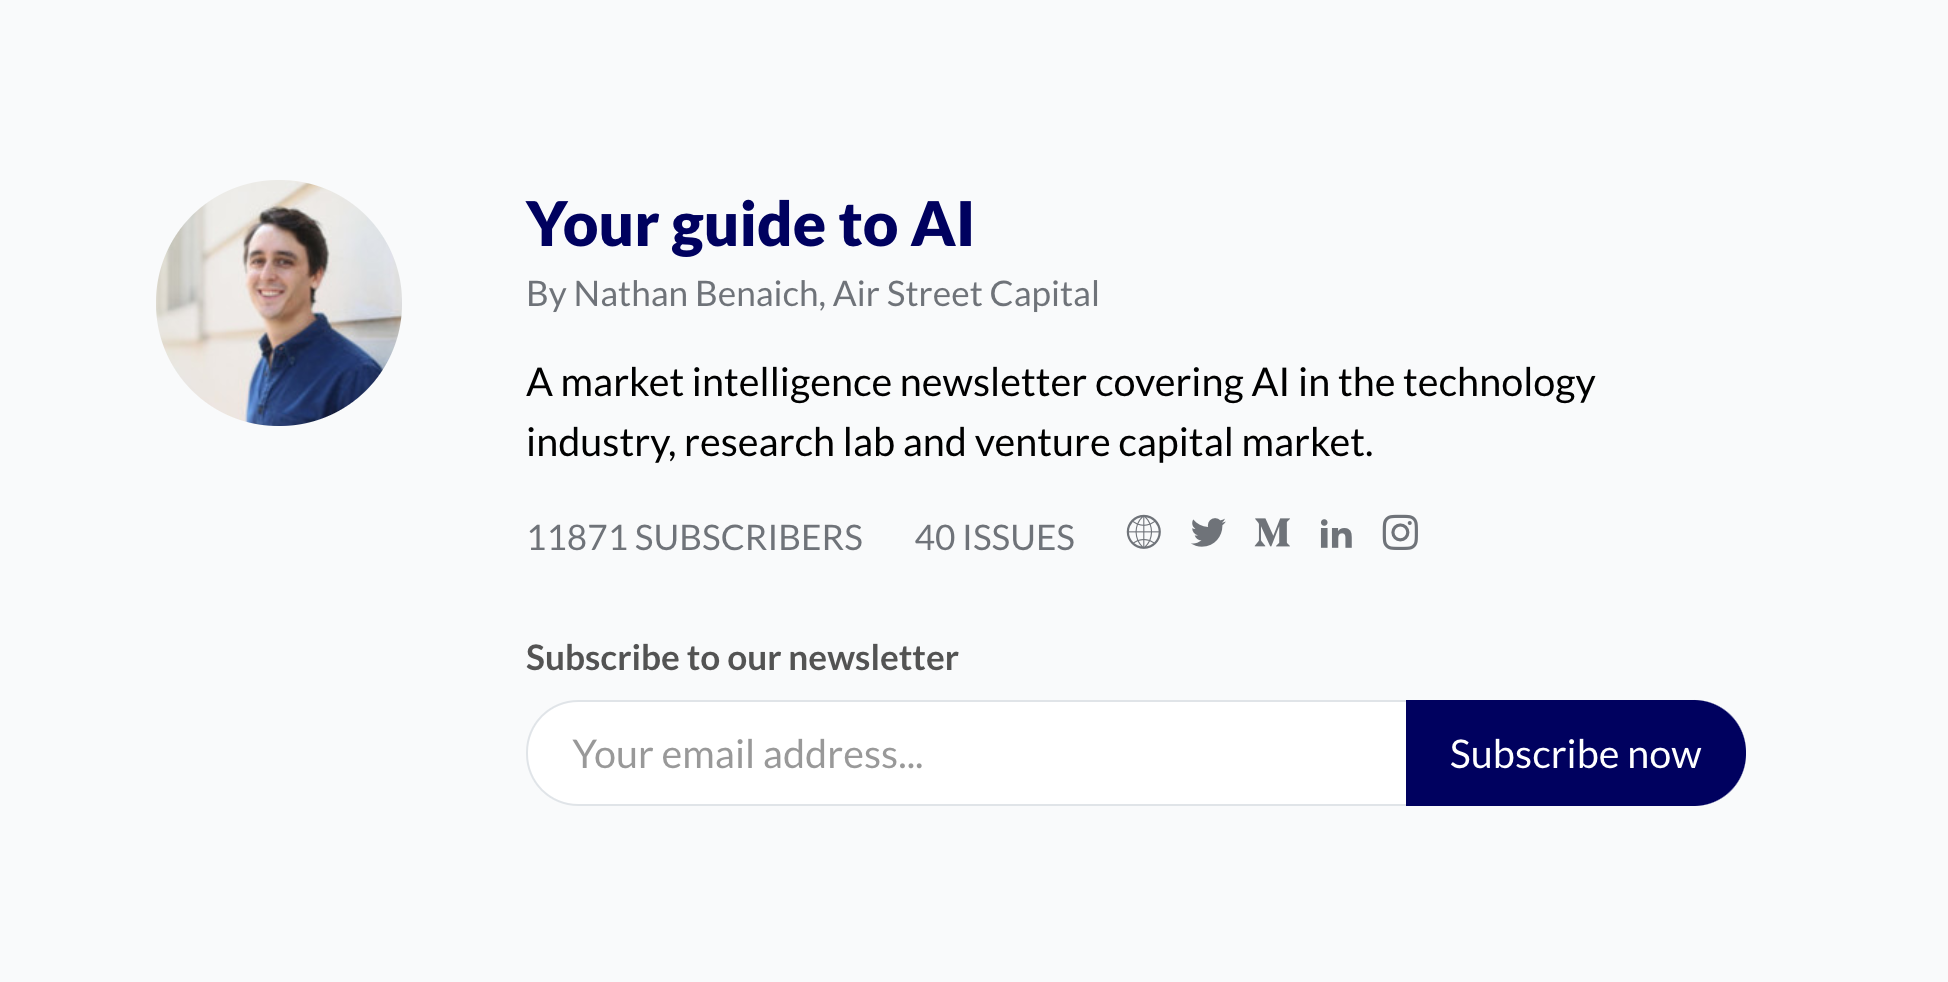 Your guide to AI
By Nathan Benaich, Air Street Capital
A market intelligence newsletter covering AI in the technology
industry, research lab and venture capital market.
11871 SUBSCRIBERS 40 ISSUES
Subscribe to our newsletter
Your email address... Subscribe now